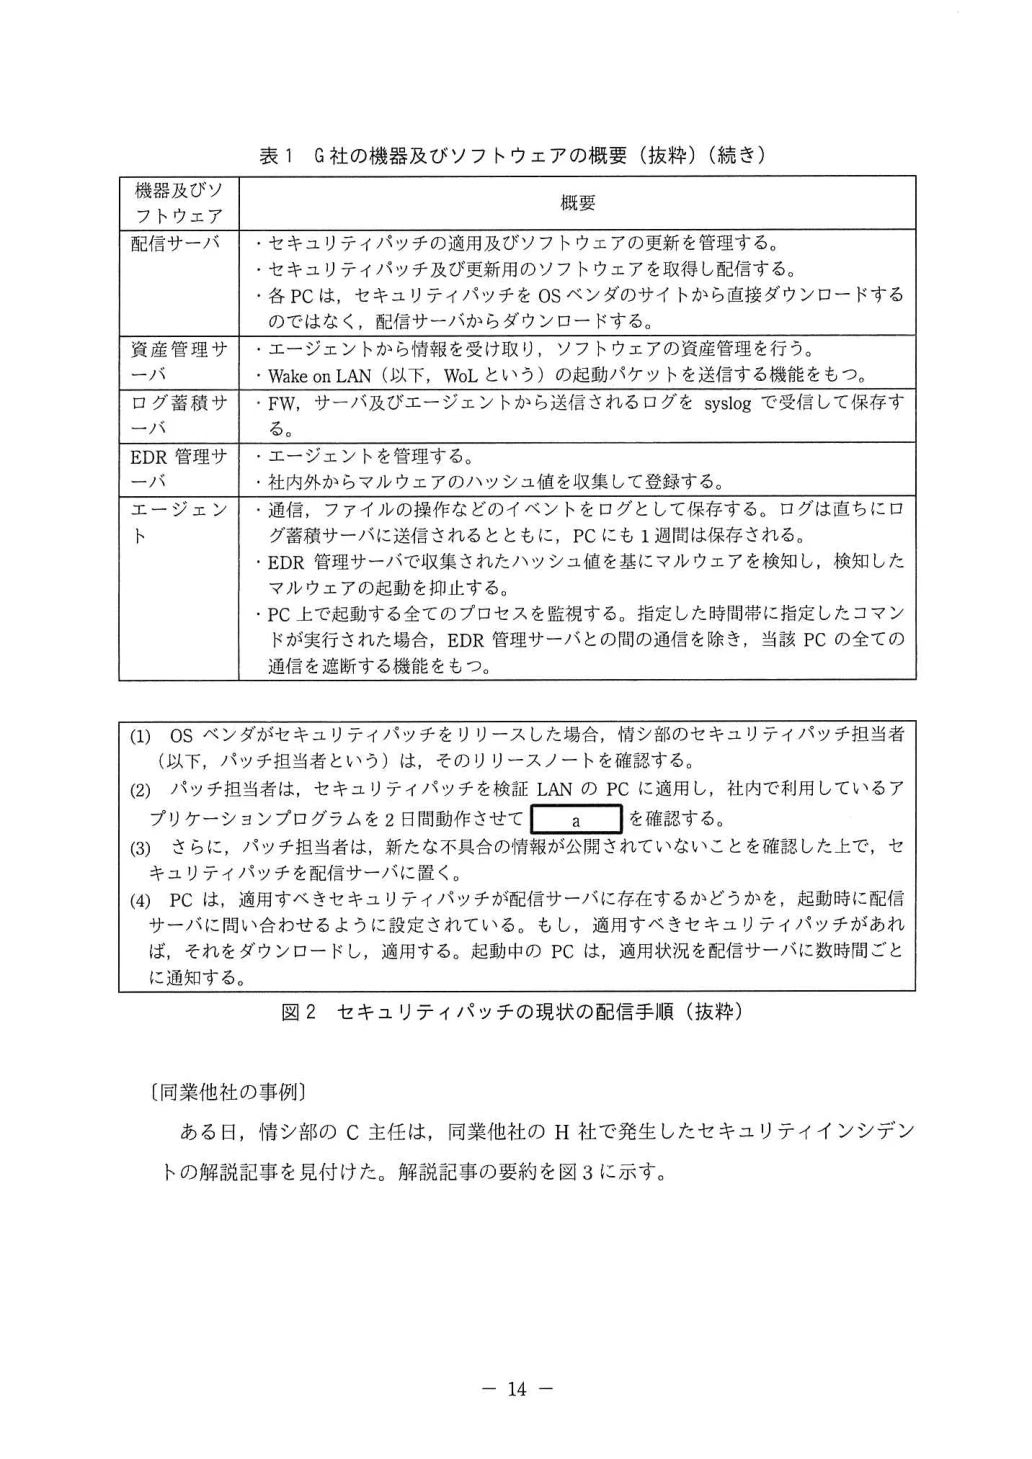 表1　G社の機器及びソフトウェアの概要（抜粋）（続き）
機器及びソ
フトウェア
概要
配信サーバ
・セキュリティパッチの適用及びソフトウェアの更新を管理する。
・セキュリティパッチ及び更新用のソフトウェアを取得し配信する。
・各PCは，セキュリティパッチをOSベンダのサイトから直接ダウンロードする
のではなく，配信サーバからダウンロードする。
資産管理サ
ーバ
・エージェントから情報を受け取り，ソフトウェアの資産管理を行う。
・Wake on LAN（以下，WoLという）の起動パケットを送信する機能をもつ。
ログ蓄積サ
ーバ
・FW，サーバ及びエージェントから送信されるログを syslog で受信して保存す
る。
EDR 管理サ
ーバ
・エージェントを管理する。
・社内外からマルウェアのハッシュ値を収集して登録する。
エージェン
ト
・通信，ファイルの操作などのイベントをログとして保存する。ログは直ちにロ
グ蓄積サーバに送信されるとともに，PCにも1週間は保存される。
・EDR 管理サーバで収集されたハッシュ値を基にマルウェアを検知し，検知した
マルウェアの起動を抑止する。
・PC上で起動する全てのプロセスを監視する。指定した時間帯に指定したコマン
ドが実行された場合，EDR 管理サーバとの間の通信を除き，当該 PC の全ての
通信を遮断する機能をもつ。
(1)　OS ベンダがセキュリティパッチをリリースした場合，情シ部のセキュリティパッチ担当者
（以下，パッチ担当者という）は，そのリリースノートを確認する。
(2)　パッチ担当者は，セキュリティパッチを検証 LAN の PC に適用し，社内で利用しているア
プリケーションプログラムを2日間動作させて a を確認する。
(3)　さらに，パッチ担当者は，新たな不具合の情報が公開されていないことを確認した上で，セ
キュリティパッチを配信サーバに置く。
(4)　PC は，適用すべきセキュリティパッチが配信サーバに存在するかどうかを，起動時に配信
サーバに問い合わせるように設定されている。もし，適用すべきセキュリティパッチがあれ
ば，それをダウンロードし，適用する。起動中の PC は，適用状況を配信サーバに数時間ごと
に通知する。
図2　セキュリティパッチの現状の配信手順（抜粋）
〔同業他社の事例〕
ある日，情シ部の C 主任は，同業他社の H 社で発生したセキュリティインシデン
トの解説記事を見付けた。解説記事の要約を図3に示す。
－ 14 －